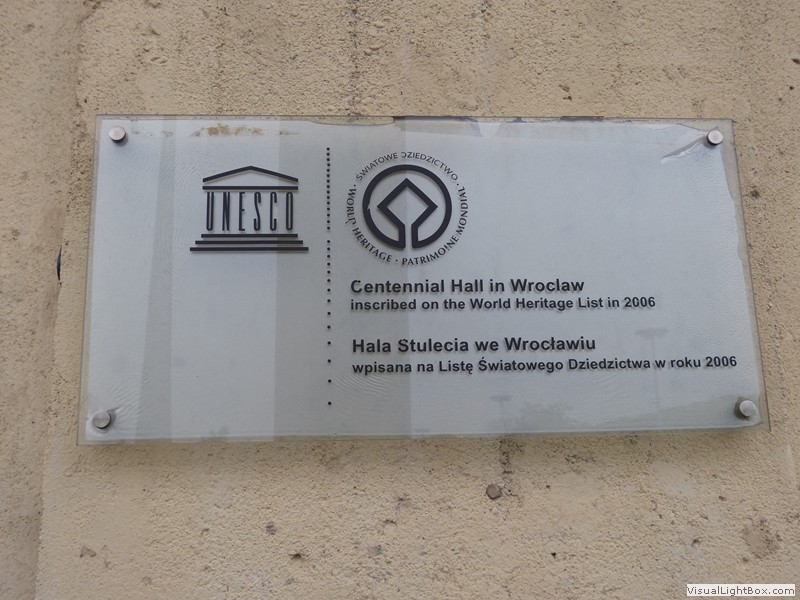 UNESCO
ŚWIATOWE DZIEDZICTWO · WORLD HERITAGE · PATRIMOINE MONDIAL ·
Centennial Hall in Wroclaw
inscribed on the World Heritage List in 2006
Hala Stulecia we Wrocławiu
wpisana na Listę Światowego Dziedzictwa w roku 2006
VisualLightBox.com